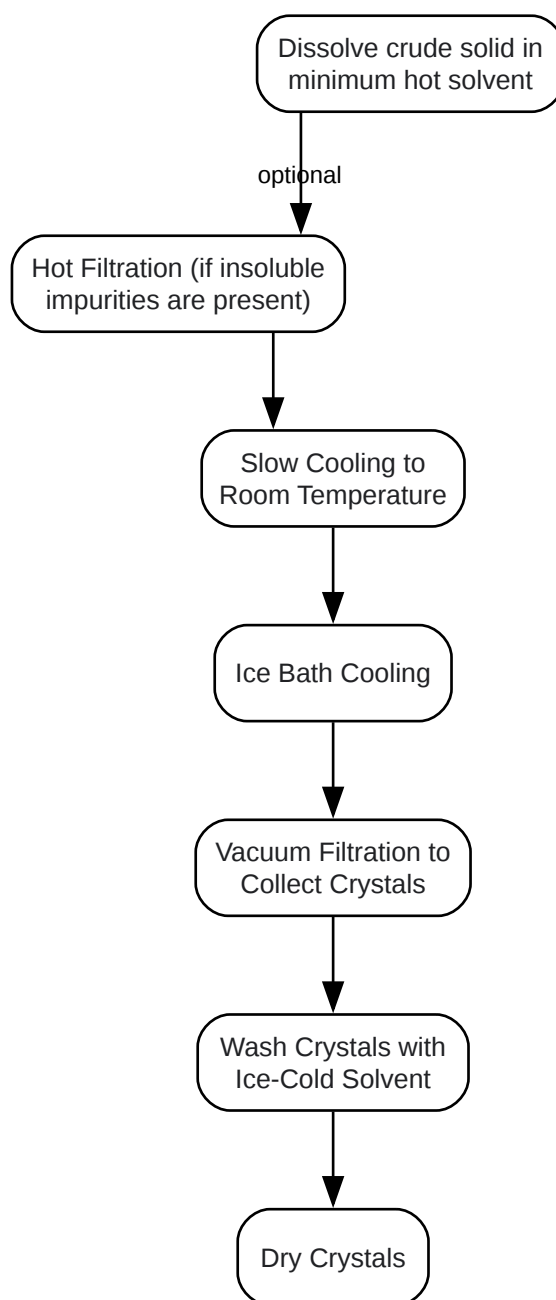 Dissolve crude solid in
minimum hot solvent
optional
Hot Filtration (if insoluble
impurities are present)
Slow Cooling to
Room Temperature
Ice Bath Cooling
Vacuum Filtration to
Collect Crystals
Wash Crystals with
Ice-Cold Solvent
Dry Crystals